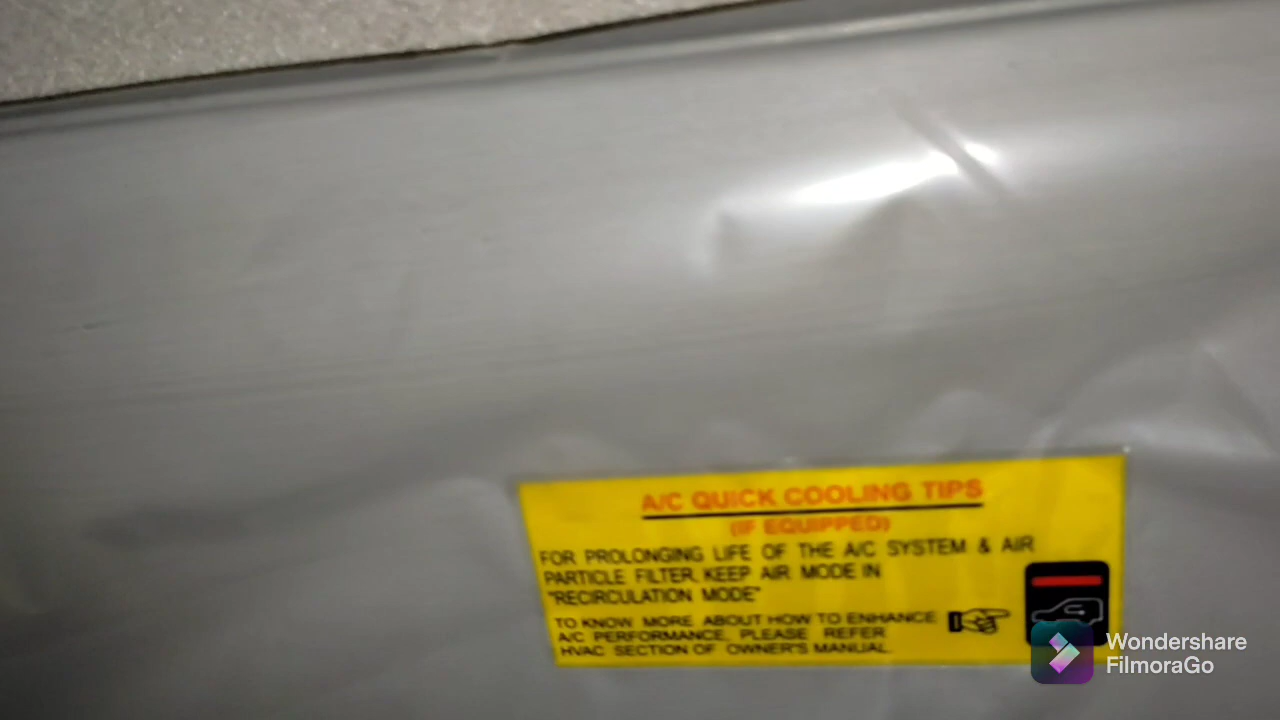 A/C QUICK COOLING TIPS
(IF EQUIPPED)
FOR PROLONGING LIFE OF THE A/C SYSTEM & AIR
PARTICLE FILTER, KEEP AIR MODE IN
"RECIRCULATION MODE"
TO KNOW MORE ABOUT HOW TO ENHANCE
A/C PERFORMANCE, PLEASE REFER
HVAC SECTION OF OWNER'S MANUAL.
Wondershare
FilmoraGo